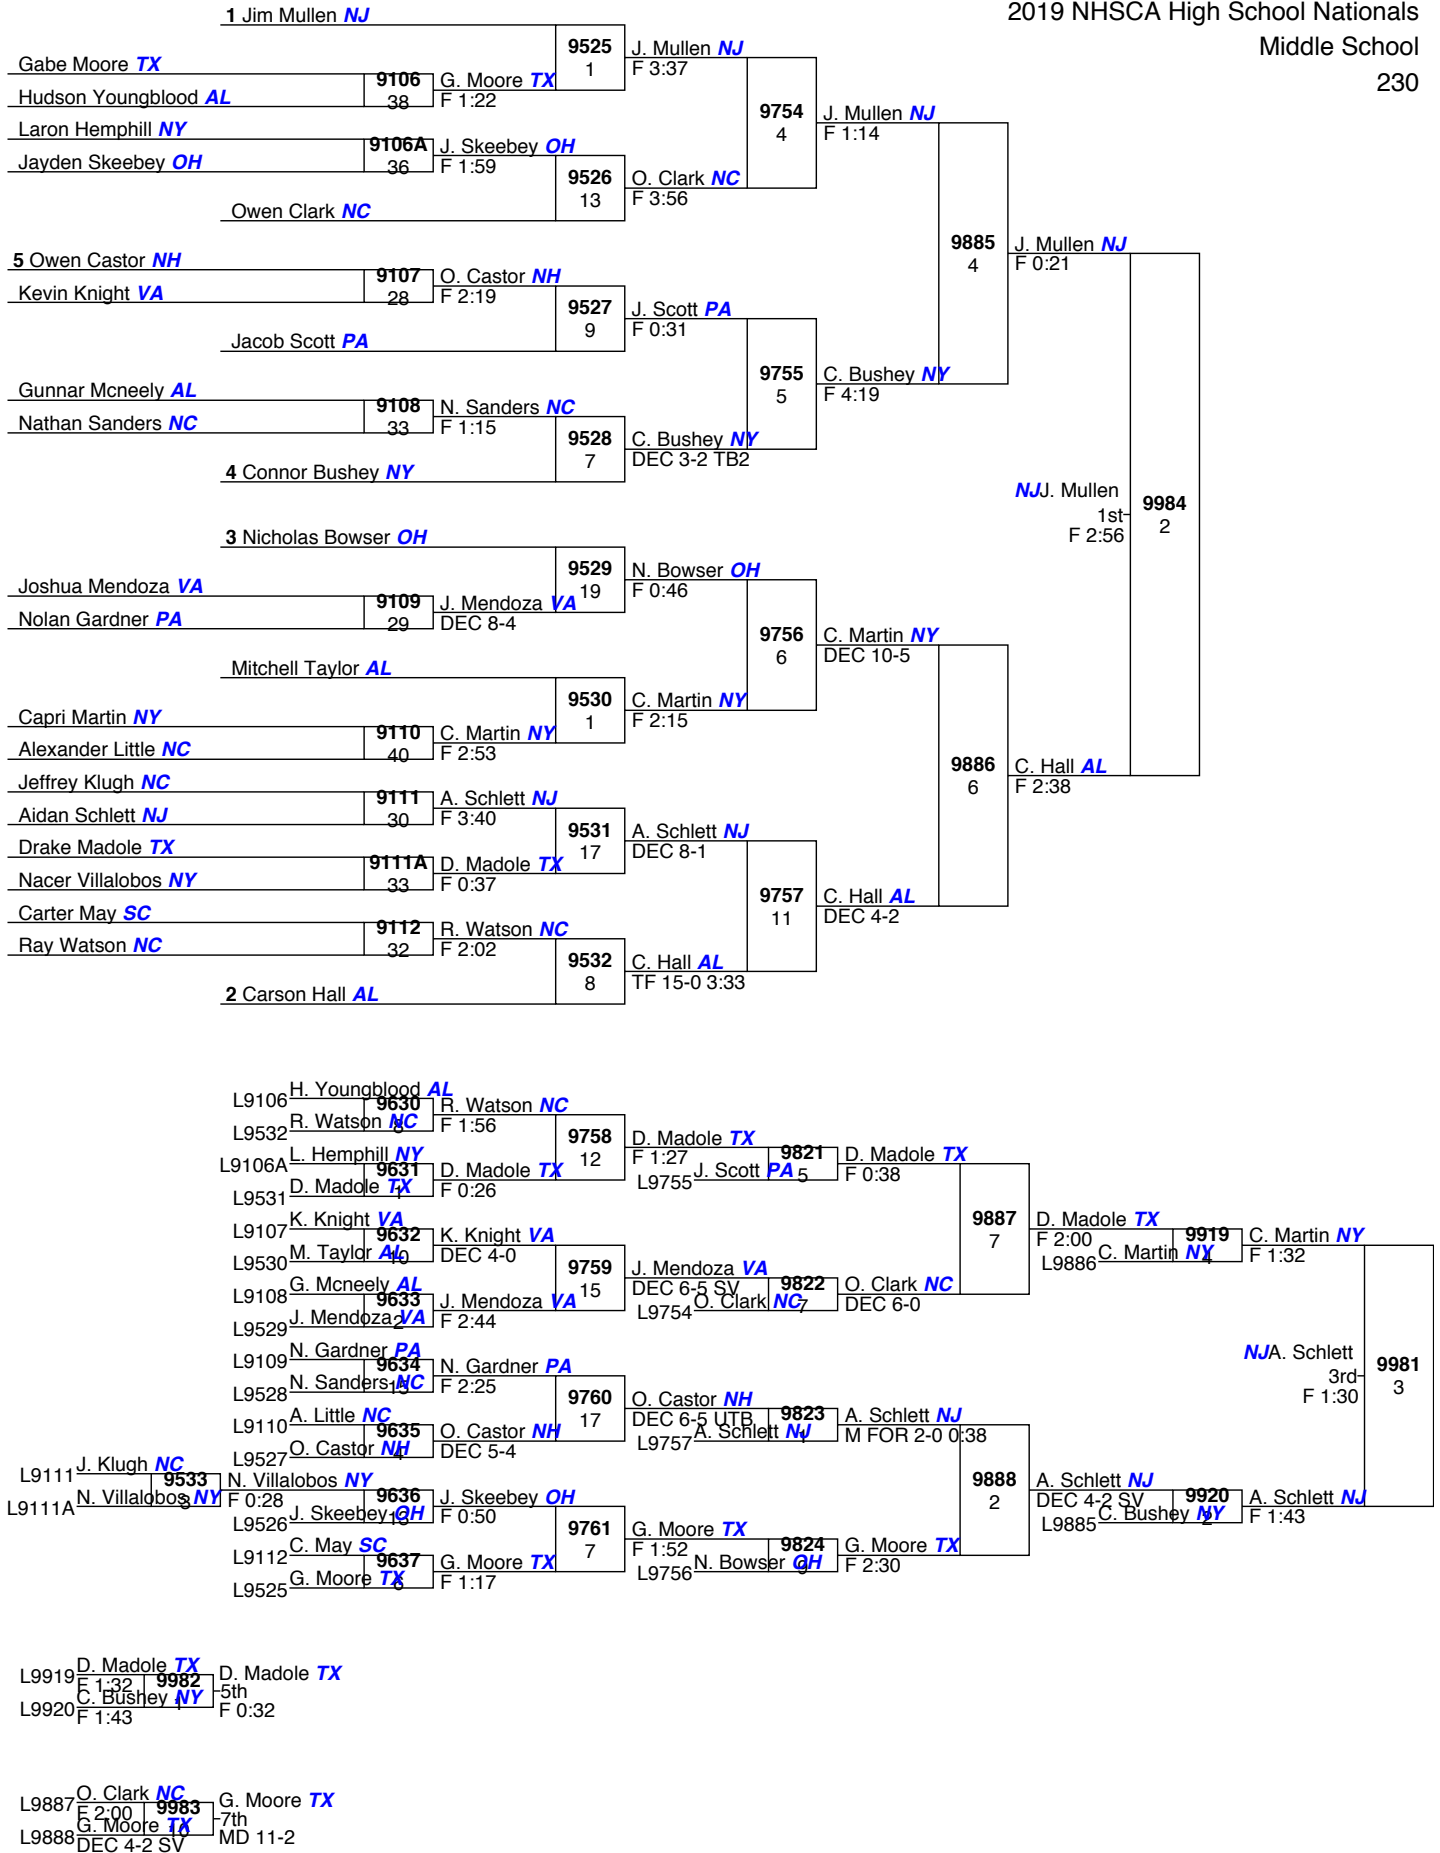 2019 NHSCA High School Nationals
Middle School
230
1 Jim Mullen NJ
Gabe Moore TX
Hudson Youngblood AL
Laron Hemphill NY
Jayden Skeebey OH
Owen Clark NC
5 Owen Castor NH
Kevin Knight VA
Jacob Scott PA
Gunnar Mcneely AL
Nathan Sanders NC
4 Connor Bushey NY
3 Nicholas Bowser OH
Joshua Mendoza VA
Nolan Gardner PA
Mitchell Taylor AL
Capri Martin NY
Alexander Little NC
Jeffrey Klugh NC
Aidan Schlett NJ
Drake Madole TX
Nacer Villalobos NY
Carter May SC
Ray Watson NC
2 Carson Hall AL
9106
38
G. Moore TX
F 1:22
9106A
36
J. Skeebey OH
F 1:59
9107
28
O. Castor NH
F 2:19
9108
33
N. Sanders NC
F 1:15
9109
29
J. Mendoza VA
DEC 8-4
9110
40
C. Martin NY
F 2:53
9111
30
A. Schlett NJ
F 3:40
9111A
33
D. Madole TX
F 0:37
9112
32
R. Watson NC
F 2:02
9525
1
J. Mullen NJ
F 3:37
9526
13
O. Clark NC
F 3:56
9527
9
J. Scott PA
F 0:31
9528
7
C. Bushey NY
DEC 3-2 TB2
9529
19
N. Bowser OH
F 0:46
9530
1
C. Martin NY
F 2:15
9531
17
A. Schlett NJ
DEC 8-1
9532
8
C. Hall AL
TF 15-0 3:33
9754
4
J. Mullen NJ
F 1:14
9755
5
C. Bushey NY
F 4:19
9756
6
C. Martin NY
DEC 10-5
9757
11
C. Hall AL
DEC 4-2
9885
4
J. Mullen NJ
F 0:21
9886
6
C. Hall AL
F 2:38
NJJ. Mullen
1st
F 2:56
9984
2
L9111 J. Klugh NC
L9111A N. Villalobos NY
9533
3
N. Villalobos NY
F 0:28
L9106 H. Youngblood AL
L9532 R. Watson NC
9630
8
R. Watson NC
F 1:56
L9106A L. Hemphill NY
L9531 D. Madole TX
9631
1
D. Madole TX
F 0:26
L9107 K. Knight VA
L9530 M. Taylor AL
9632
10
K. Knight VA
DEC 4-0
L9108 G. Mcneely AL
L9529 J. Mendoza VA
9633
2
J. Mendoza VA
F 2:44
L9109 N. Gardner PA
L9528 N. Sanders NC
9634
15
N. Gardner PA
F 2:25
L9110 A. Little NC
L9527 O. Castor NH
9635
4
O. Castor NH
DEC 5-4
L9526 J. Skeebey OH
9636
13
J. Skeebey OH
F 0:50
L9112 C. May SC
L9525 G. Moore TX
9637
6
G. Moore TX
F 1:17
9758
12
D. Madole TX
F 1:27
9759
15
J. Mendoza VA
DEC 6-5 SV
9760
17
O. Castor NH
DEC 6-5 UTB
9761
7
G. Moore TX
F 1:52
L9755 J. Scott PA
9821
5
D. Madole TX
F 0:38
L9754 O. Clark NC
9822
7
O. Clark NC
DEC 6-0
L9757 A. Schlett NJ
9823
1
A. Schlett NJ
M FOR 2-0 0:38
L9756 N. Bowser OH
9824
9
G. Moore TX
F 2:30
9887
7
D. Madole TX
F 2:00
9888
2
A. Schlett NJ
DEC 4-2 SV
L9886 C. Martin NY
9919
4
C. Martin NY
F 1:32
L9885 C. Bushey NY
9920
2
A. Schlett NJ
F 1:43
NJA. Schlett
3rd
F 1:30
9981
3
L9919 D. Madole TX
F 1:32
L9920 C. Bushey NY
F 1:43
9982
1
D. Madole TX
5th
F 0:32
L9887 O. Clark NC
F 2:00
L9888 G. Moore TX
DEC 4-2 SV
9983
10
G. Moore TX
7th
MD 11-2